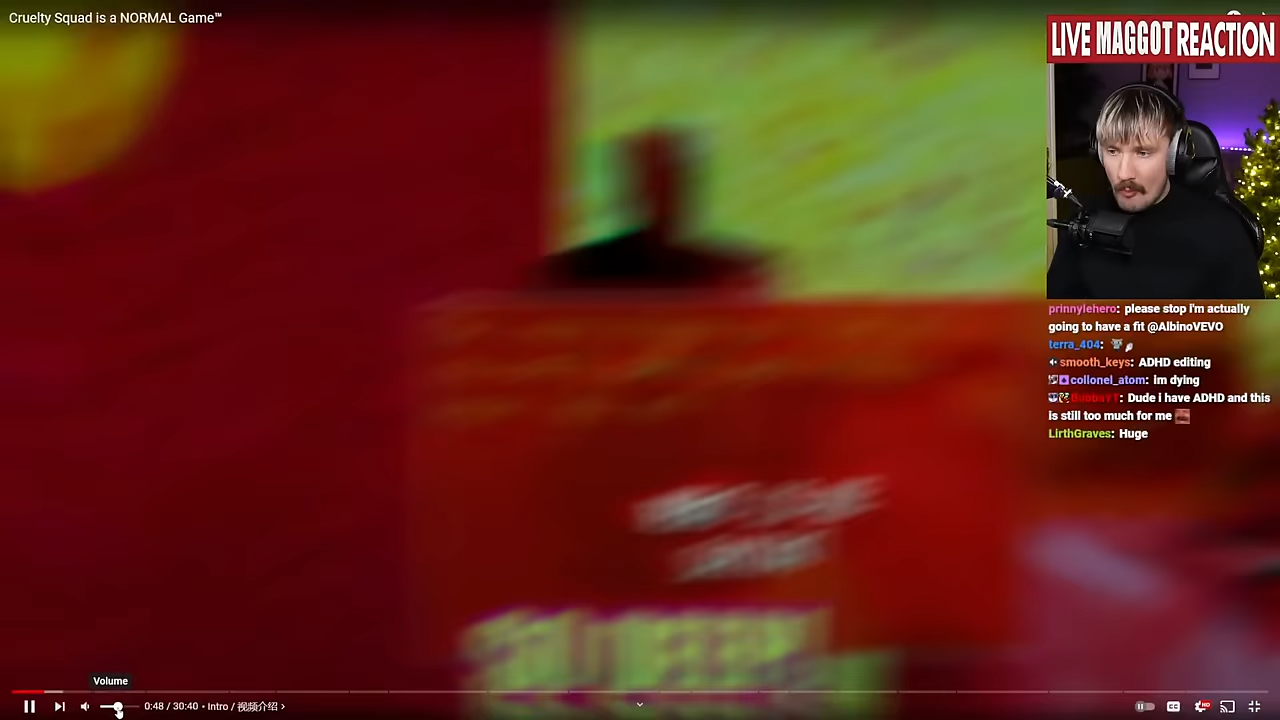 Cruelty Squad is a NORMAL Game™
LIVE MAGGOT REACTION
prinnylehero: please stop I'm actually
going to have a fit @AlbinoVEVO
terra_404:
smooth_keys: ADHD editing
collonel_atom: im dying
: Dude i have ADHD and this
is still too much for me
LirthGraves: Huge
Volume
0:48 / 30:40 • Intro / 视频介绍 ›
CC
HD